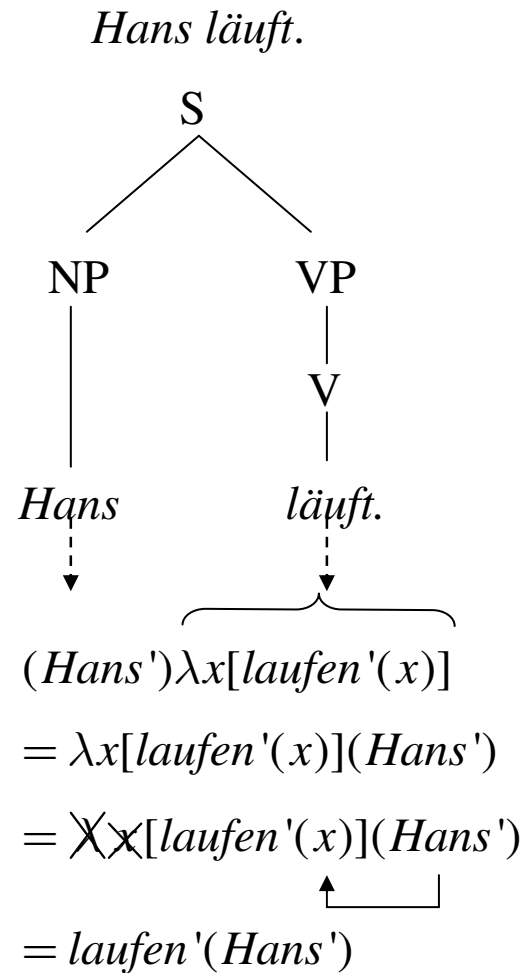 Hans läuft.
S
NP VP
V
Hans läuft.
(Hans')λx[laufen'(x)]
= λx[laufen'(x)](Hans')
= λx[laufen'(x)](Hans')
= laufen'(Hans')